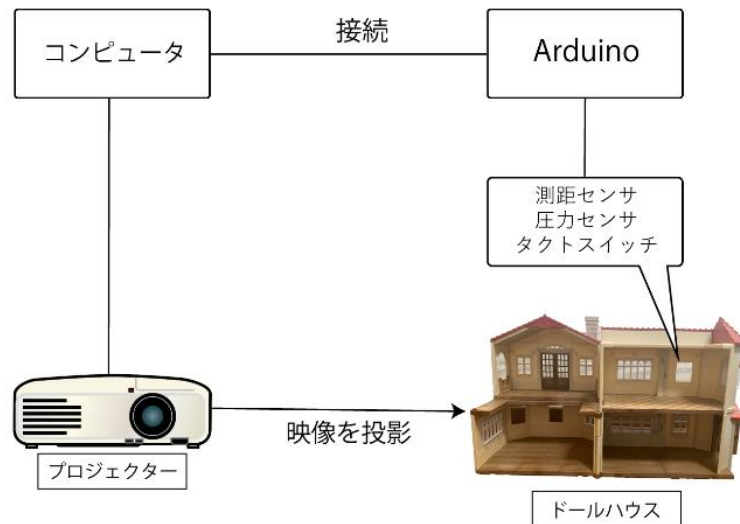 コンピュータ
接続
Arduino
測距センサ
圧力センサ
タクトスイッチ
映像を投影
プロジェクター
ドールハウス